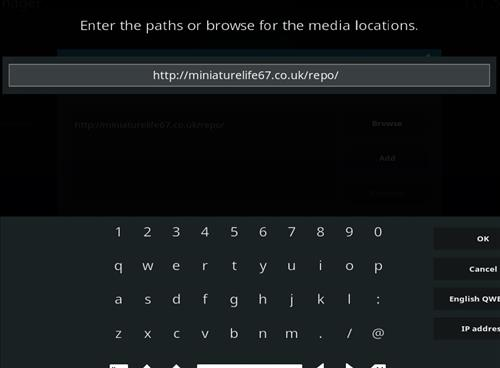 Enter the paths or browse for the media locations.
http://miniaturelife67.co.uk/repo/
http://miniaturelife67.co.uk/repo/
Browse
Add
1 2 3 4 5 6 7 8 9 0
q w e r t y u i o p
a s d f g h j k l :
z x c v b n m . / @
OK
Cancel
English QWE
IP addres